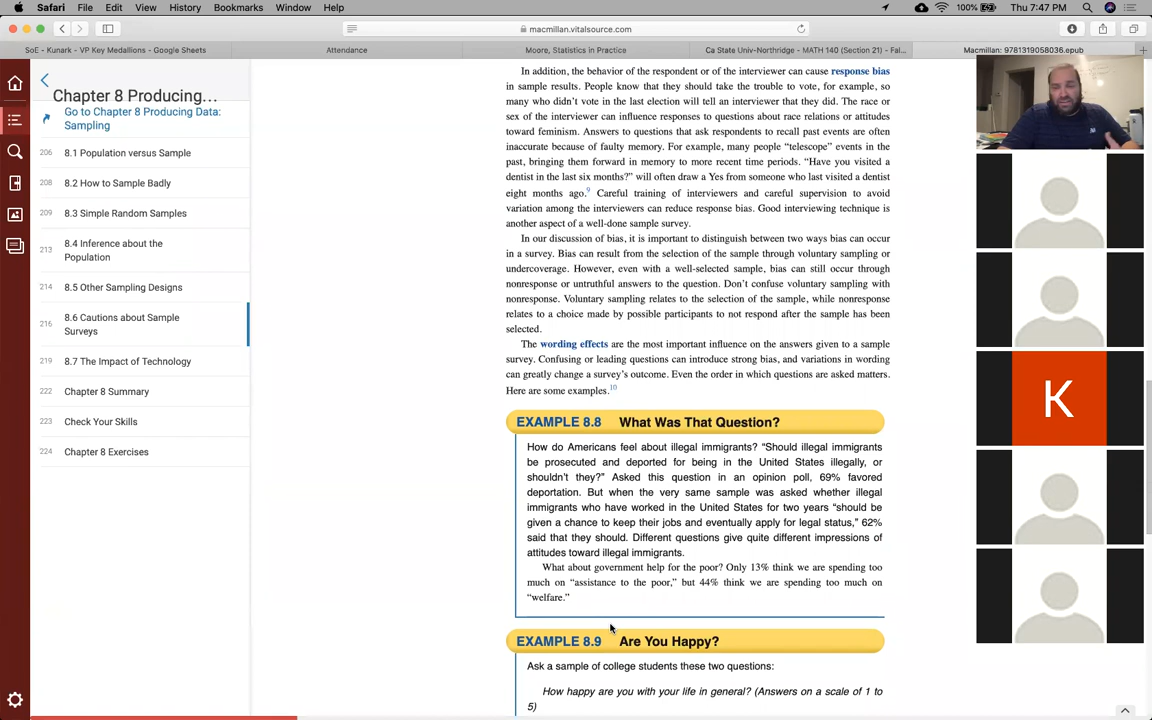 Safari File Edit View History Bookmarks Window Help
100% Thu 7:47 PM
macmillan.vitalsource.com
SoE - Kunark - VP Key Medallions - Google Sheets
Attendance
Moore, Statistics in Practice
Ca State Univ-Northridge - MATH 140 (Section 21) - Fal...
Macmillan: 9781319058036.epub
Chapter 8 Producing...
Go to Chapter 8 Producing Data:
Sampling
206 8.1 Population versus Sample
208 8.2 How to Sample Badly
209 8.3 Simple Random Samples
213 8.4 Inference about the
Population
214 8.5 Other Sampling Designs
216 8.6 Cautions about Sample
Surveys
219 8.7 The Impact of Technology
222 Chapter 8 Summary
223 Check Your Skills
224 Chapter 8 Exercises
In addition, the behavior of the respondent or of the interviewer can cause response bias
in sample results. People know that they should take the trouble to vote, for example, so
many who didn't vote in the last election will tell an interviewer that they did. The race or
sex of the interviewer can influence responses to questions about race relations or attitudes
toward feminism. Answers to questions that ask respondents to recall past events are often
inaccurate because of faulty memory. For example, many people “telescope” events in the
past, bringing them forward in memory to more recent time periods. “Have you visited a
dentist in the last six months?” will often draw a Yes from someone who last visited a dentist
eight months ago.9 Careful training of interviewers and careful supervision to avoid
variation among the interviewers can reduce response bias. Good interviewing technique is
another aspect of a well-done sample survey.
In our discussion of bias, it is important to distinguish between two ways bias can occur
in a survey. Bias can result from the selection of the sample through voluntary sampling or
undercoverage. However, even with a well-selected sample, bias can still occur through
nonresponse or untruthful answers to the question. Don't confuse voluntary sampling with
nonresponse. Voluntary sampling relates to the selection of the sample, while nonresponse
relates to a choice made by possible participants to not respond after the sample has been
selected.
The wording effects are the most important influence on the answers given to a sample
survey. Confusing or leading questions can introduce strong bias, and variations in wording
can greatly change a survey's outcome. Even the order in which questions are asked matters.
Here are some examples.10
EXAMPLE 8.8 What Was That Question?
How do Americans feel about illegal immigrants? “Should illegal immigrants
be prosecuted and deported for being in the United States illegally, or
shouldn't they?” Asked this question in an opinion poll, 69% favored
deportation. But when the very same sample was asked whether illegal
immigrants who have worked in the United States for two years “should be
given a chance to keep their jobs and eventually apply for legal status,” 62%
said that they should. Different questions give quite different impressions of
attitudes toward illegal immigrants.
What about government help for the poor? Only 13% think we are spending too
much on “assistance to the poor,” but 44% think we are spending too much on
“welfare.”
EXAMPLE 8.9 Are You Happy?
Ask a sample of college students these two questions:
How happy are you with your life in general? (Answers on a scale of 1 to
5)
K